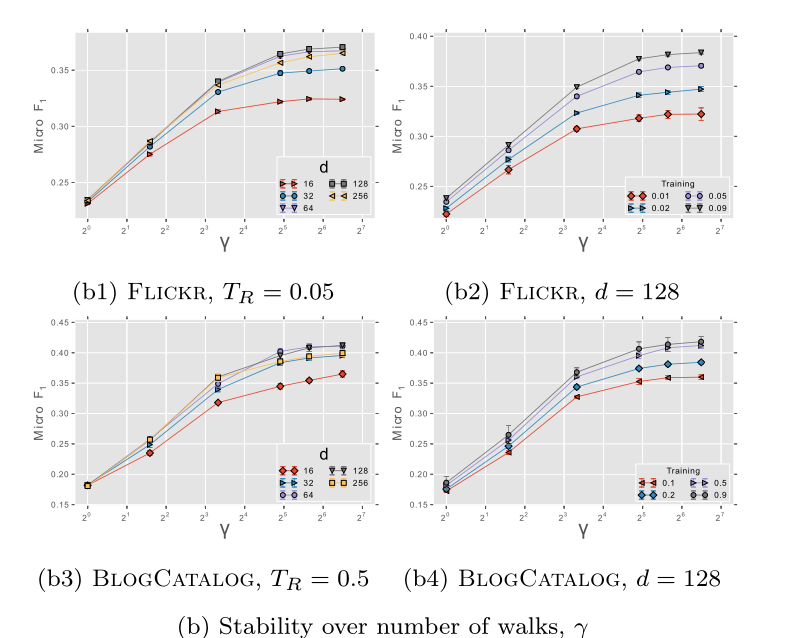 0.35
0.30
0.25
Micro F1
2^0 2^1 2^2 2^3 2^4 2^5 2^6 2^7
γ
d
16 128
32 256
64
0.40
0.35
0.30
0.25
Micro F1
2^0 2^1 2^2 2^3 2^4 2^5 2^6 2^7
γ
Training
0.01 0.05
0.02 0.09
(b1) FLICKR, T_R = 0.05
(b2) FLICKR, d = 128
0.45
0.40
0.35
0.30
0.25
0.20
0.15
Micro F1
2^0 2^1 2^2 2^3 2^4 2^5 2^6 2^7
γ
d
16 128
32 256
64
0.45
0.40
0.35
0.30
0.25
0.20
0.15
Micro F1
2^0 2^1 2^2 2^3 2^4 2^5 2^6 2^7
γ
Training
0.1 0.5
0.2 0.9
(b3) BLOGCATALOG, T_R = 0.5
(b4) BLOGCATALOG, d = 128
(b) Stability over number of walks, γ